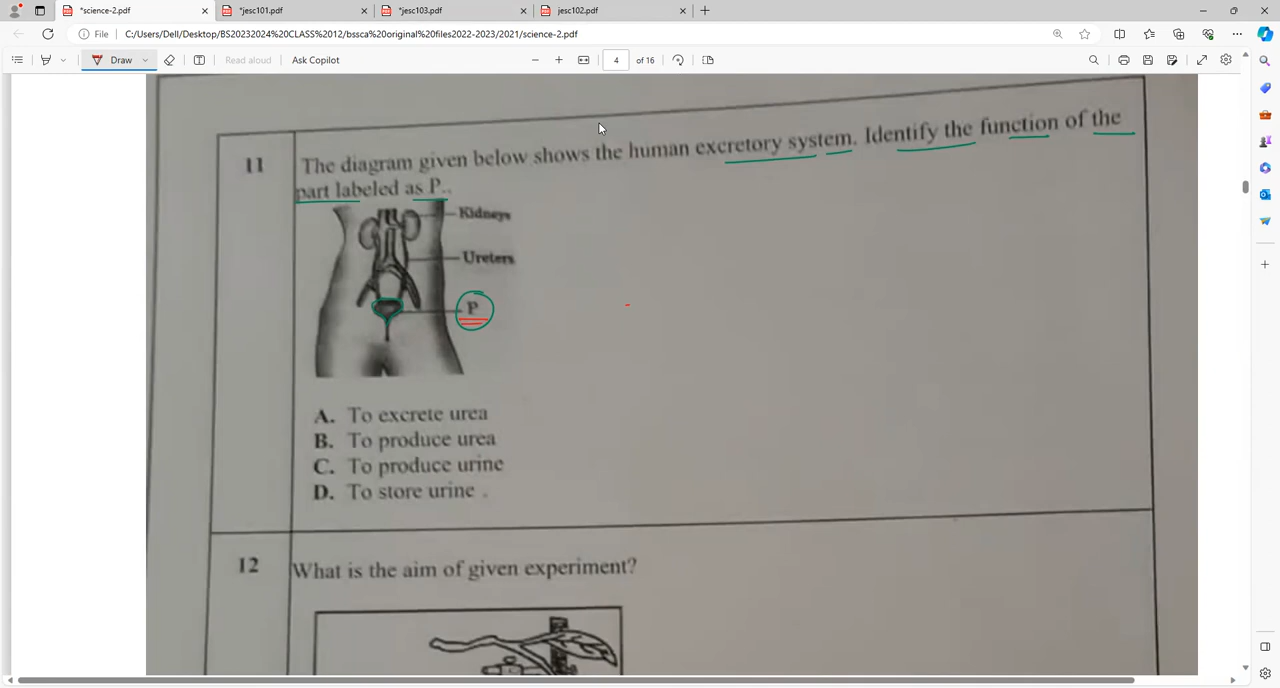 *science-2.pdf
*jesc101.pdf
*jesc103.pdf
jesc102.pdf
File
C:/Users/Dell/Desktop/BS20232024%20CLASS%2012/bssca%20original%20files2022-2023/2021/science-2.pdf
Draw
Read aloud
Ask Copilot
4
of 16
11
The diagram given below shows the human excretory system. Identify the function of the
part labeled as P..
Kidneys
Ureters
P
A. To excrete urea
B. To produce urea
C. To produce urine
D. To store urine .
12
What is the aim of given experiment?